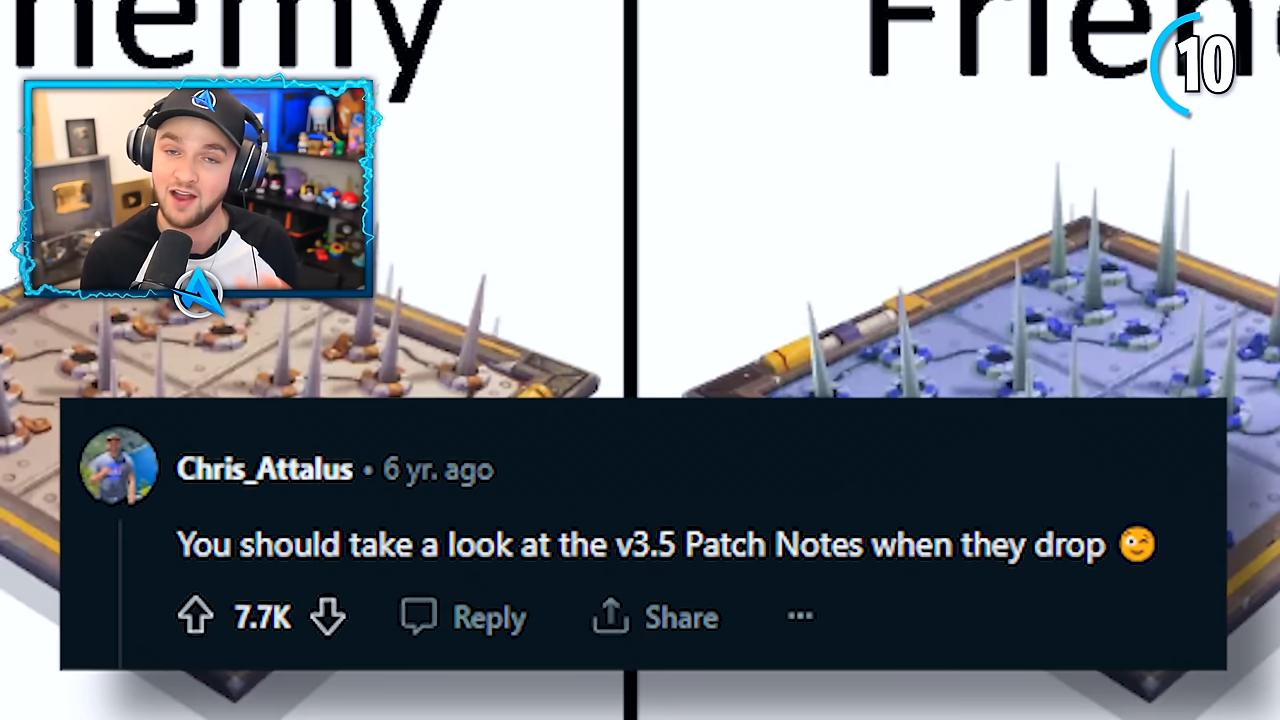 nemy
Frien
10
Chris_Attalus • 6 yr. ago
You should take a look at the v3.5 Patch Notes when they drop 😉
7.7K
Reply
Share
...